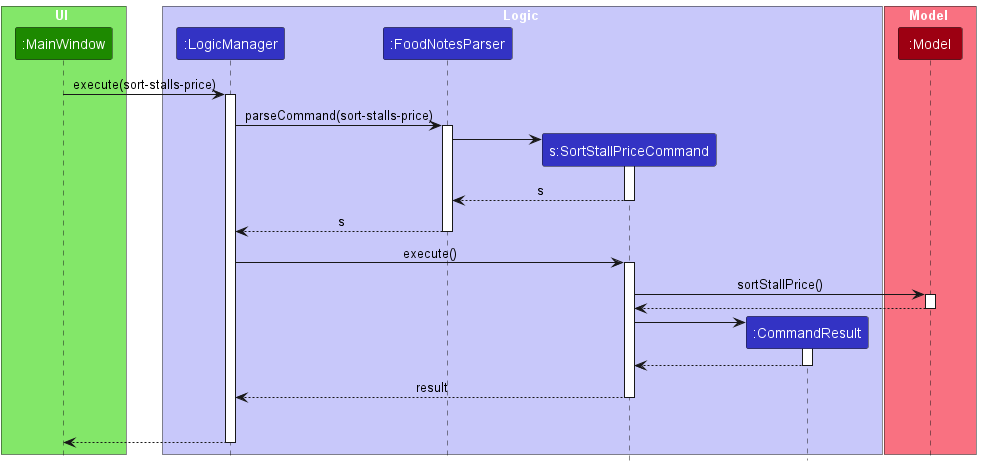 UI
Logic
Model
:MainWindow
:LogicManager
:FoodNotesParser
:Model
execute(sort-stalls-price)
parseCommand(sort-stalls-price)
s:SortStallPriceCommand
s
s
execute()
sortStallPrice()
:CommandResult
result